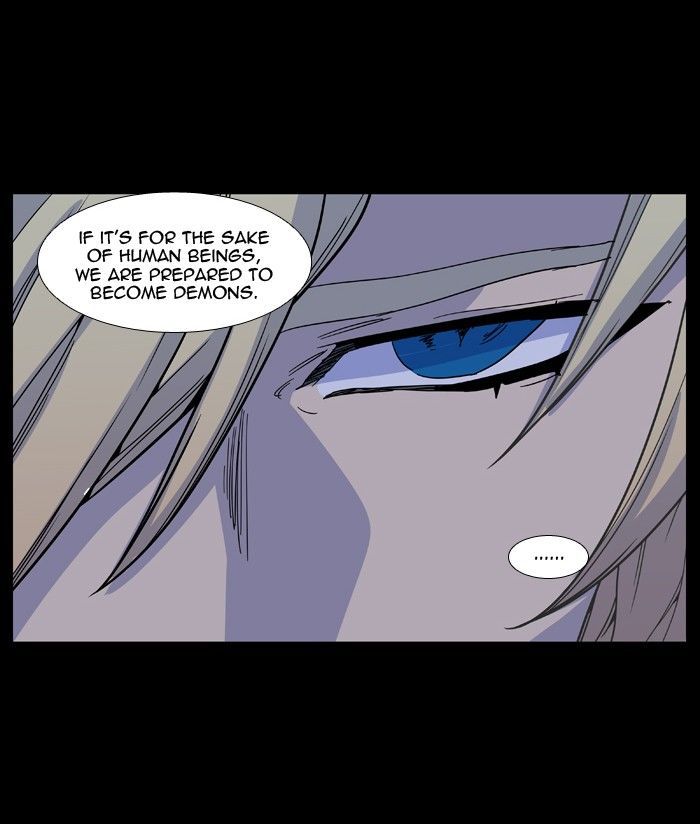 IF IT'S FOR THE SAKE
OF HUMAN BEINGS,
WE ARE PREPARED TO
BECOME DEMONS.
......